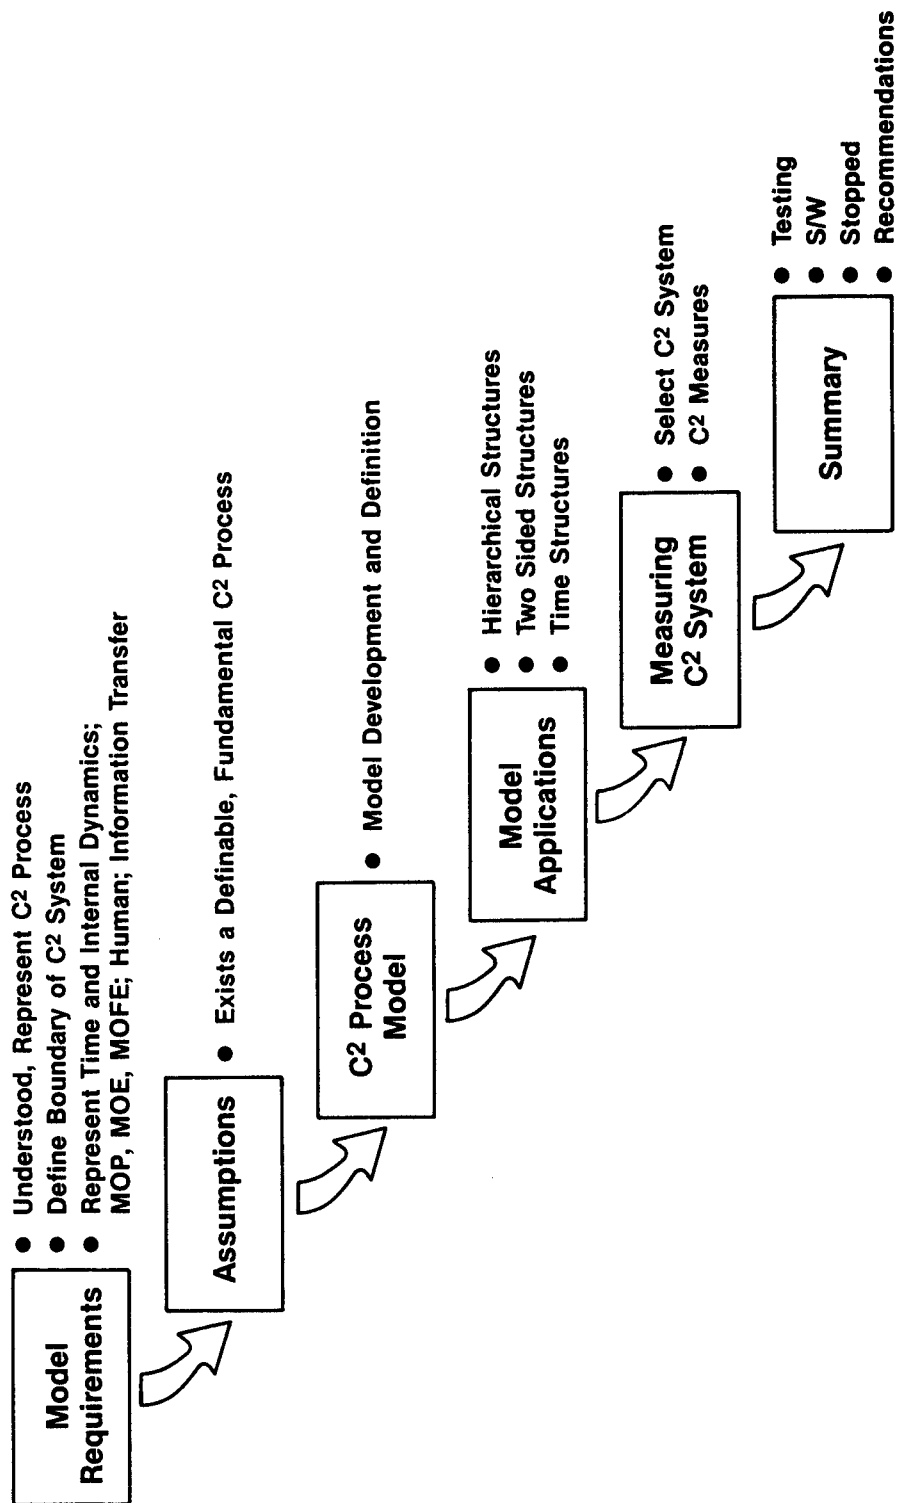 Model
Requirements
● Understood, Represent C² Process
● Define Boundary of C² System
● Represent Time and Internal Dynamics;
MOP, MOE, MOFE; Human; Information Transfer
Assumptions
● Exists a Definable, Fundamental C² Process
C² Process
Model
● Model Development and Definition
Model
Applications
● Hierarchical Structures
● Two Sided Structures
● Time Structures
Measuring
C² System
● Select C² System
● C² Measures
Summary
● Testing
● S/W
● Stopped
● Recommendations